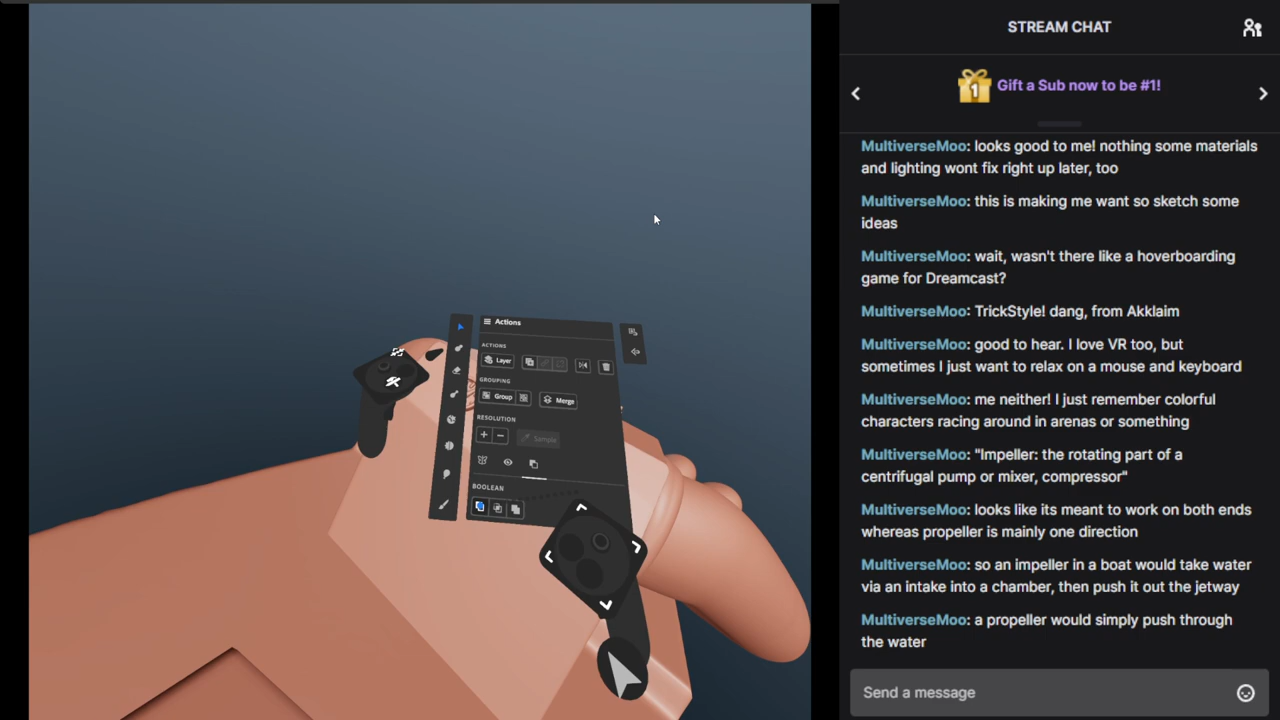 STREAM CHAT
1
Gift a Sub now to be #1!
MultiverseMoo: looks good to me! nothing some materials
and lighting wont fix right up later, too
MultiverseMoo: this is making me want so sketch some
ideas
MultiverseMoo: wait, wasn't there like a hoverboarding
game for Dreamcast?
MultiverseMoo: TrickStyle! dang, from Akklaim
MultiverseMoo: good to hear. I love VR too, but
sometimes I just want to relax on a mouse and keyboard
MultiverseMoo: me neither! I just remember colorful
characters racing around in arenas or something
MultiverseMoo: "Impeller: the rotating part of a
centrifugal pump or mixer, compressor"
MultiverseMoo: looks like its meant to work on both ends
whereas propeller is mainly one direction
MultiverseMoo: so an impeller in a boat would take water
via an intake into a chamber, then push it out the jetway
MultiverseMoo: a propeller would simply push through
the water
Send a message
Actions
ACTIONS
Layer
GROUPING
Group
Merge
RESOLUTION
Sample
BOOLEAN